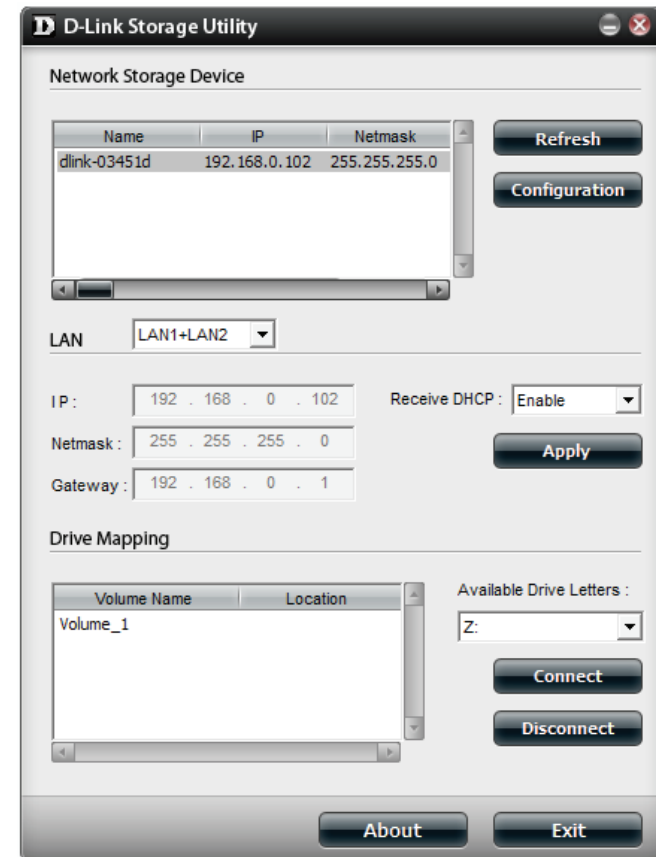 D D-Link Storage Utility
Network Storage Device
Name IP Netmask
Refresh
dlink-03451d 192.168.0.102 255.255.255.0
Configuration
LAN LAN1+LAN2
IP : 192 . 168 . 0 . 102 Receive DHCP : Enable
Netmask : 255 . 255 . 255 . 0
Apply
Gateway : 192 . 168 . 0 . 1
Drive Mapping
Volume Name Location
Available Drive Letters :
Volume_1
Z:
Connect
Disconnect
About Exit